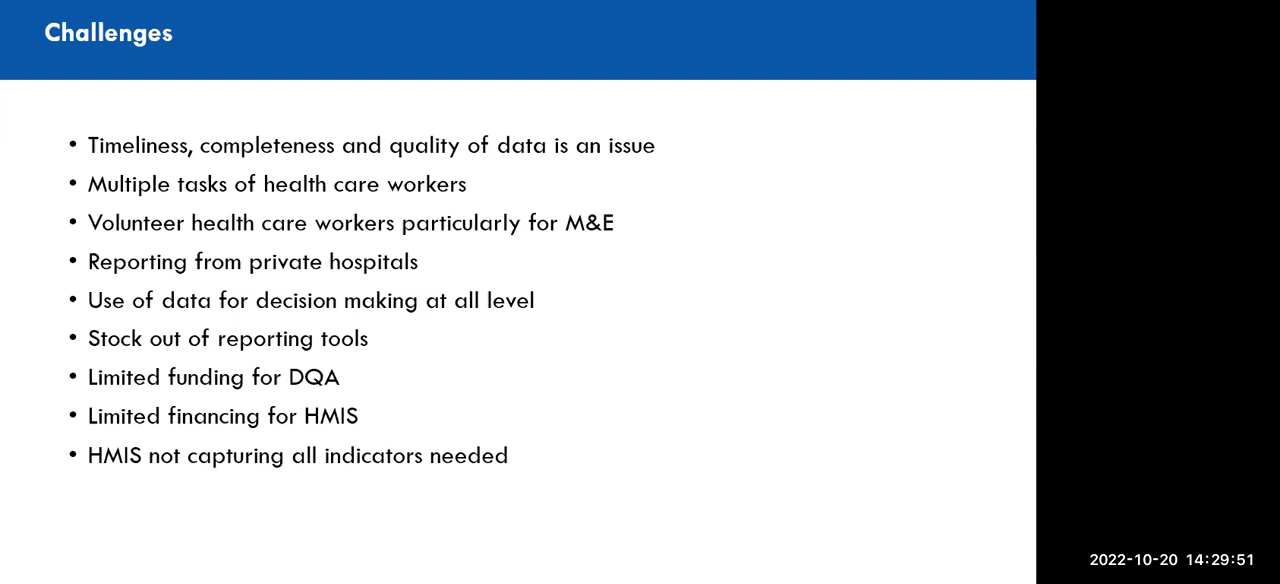 Challenges
• Timeliness, completeness and quality of data is an issue
• Multiple tasks of health care workers
• Volunteer health care workers particularly for M&E
• Reporting from private hospitals
• Use of data for decision making at all level
• Stock out of reporting tools
• Limited funding for DQA
• Limited financing for HMIS
• HMIS not capturing all indicators needed
2022-10-20 14:29:51